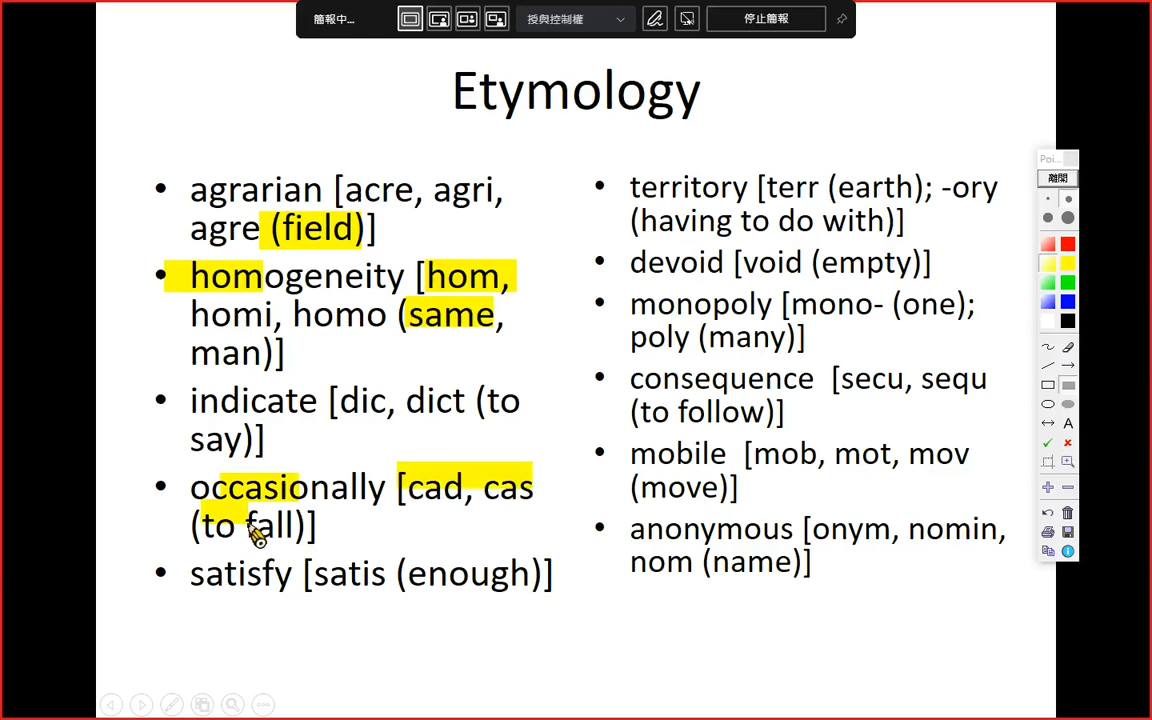 簡報中...
授與控制權
停止簡報
Etymology
• agrarian [acre, agri,
agre (field)]
• homogeneity [hom,
homi, homo (same,
man)]
• indicate [dic, dict (to
say)]
• occasionally [cad, cas
(to fall)]
• satisfy [satis (enough)]
• territory [terr (earth); -ory
(having to do with)]
• devoid [void (empty)]
• monopoly [mono- (one);
poly (many)]
• consequence [secu, sequ
(to follow)]
• mobile [mob, mot, mov
(move)]
• anonymous [onym, nomin,
nom (name)]
Poi...
離開
A